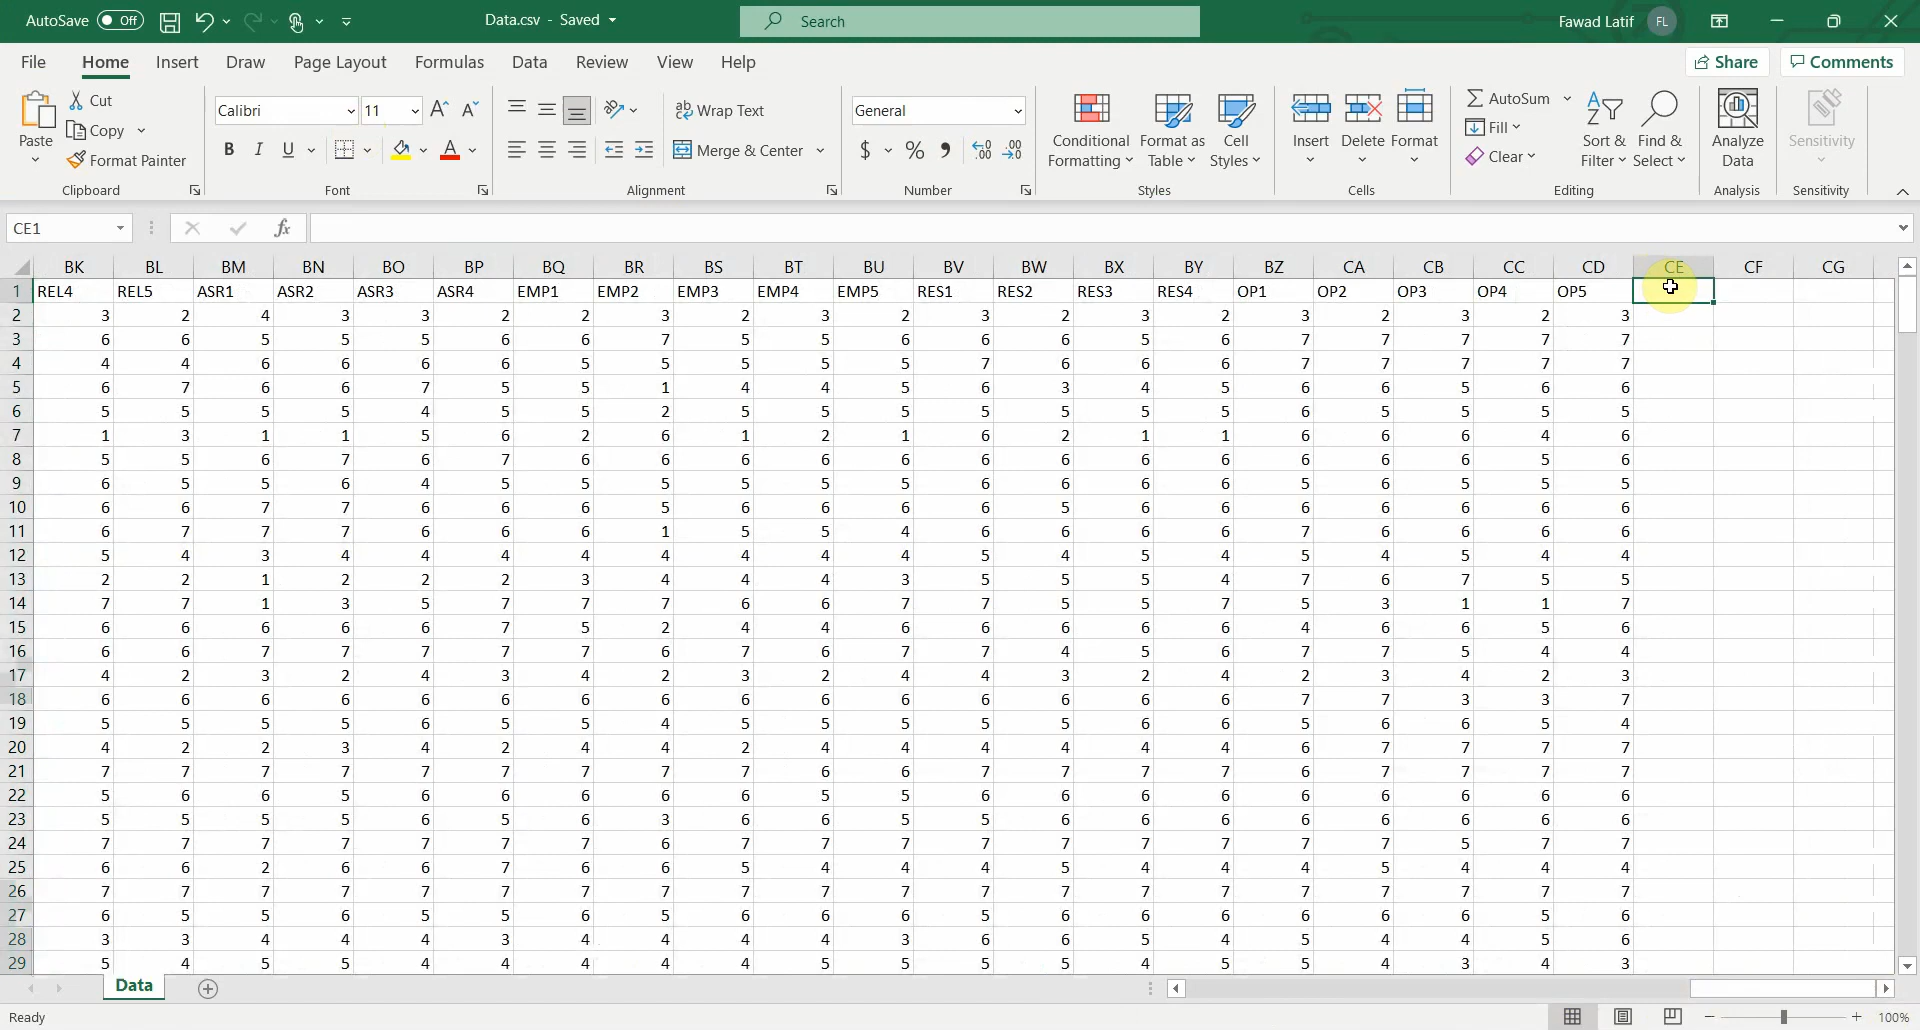 AutoSave Off Data.csv - Saved Search Fawad Latif FL
File Home Insert Draw Page Layout Formulas Data Review View Help Share Comments
Paste Cut Copy Format Painter Clipboard
Calibri 11 A A B I U A Font
Wrap Text Merge & Center Alignment
General $ % Number
Conditional Formatting Format as Table Cell Styles Styles
Insert Delete Format Cells
AutoSum Fill Clear Sort & Filter Find & Select Editing
Analyze Data Analysis
Sensitivity Sensitivity
CE1 fx
BK BL BM BN BO BP BQ BR BS BT BU BV BW BX BY BZ CA CB CC CD CE CF CG
1 REL4 REL5 ASR1 ASR2 ASR3 ASR4 EMP1 EMP2 EMP3 EMP4 EMP5 RES1 RES2 RES3 RES4 OP1 OP2 OP3 OP4 OP5
2 3 2 4 3 3 2 2 3 2 3 2 3 2 3 2 3 2 3 2 3
3 6 6 5 5 5 6 6 7 5 5 6 6 6 5 6 7 7 7 7 7
4 4 4 6 6 6 6 5 5 5 5 5 7 6 6 6 7 7 7 7 7
5 6 7 6 6 7 5 5 1 4 4 5 6 3 4 5 6 6 5 6 6
6 5 5 5 5 4 5 5 2 5 5 5 5 5 5 5 6 5 5 5 5
7 1 3 1 1 5 6 2 6 1 2 1 6 2 1 1 6 6 6 4 6
8 5 5 6 7 6 7 6 6 6 6 6 6 6 6 6 6 6 6 5 6
9 6 5 5 6 4 5 5 5 5 5 5 6 6 6 6 5 6 5 5 5
10 6 6 7 7 6 6 6 5 6 6 6 6 5 6 6 6 6 6 6 6
11 6 7 7 7 6 6 6 1 5 5 4 6 6 6 6 7 6 6 6 6
12 5 4 3 4 4 4 4 4 4 4 4 5 4 5 4 5 4 5 4 4
13 2 2 1 2 2 2 3 4 4 4 3 5 5 5 4 7 6 7 5 5
14 7 7 1 3 5 7 7 7 6 6 7 7 5 5 7 5 3 1 1 7
15 6 6 6 6 6 7 5 2 4 4 6 6 6 6 6 4 6 6 5 6
16 6 6 7 7 7 7 7 6 7 6 7 7 4 5 6 7 7 5 4 4
17 4 2 3 2 4 3 4 2 3 2 4 4 3 2 4 2 3 4 2 3
18 6 6 6 6 6 6 6 6 6 6 6 6 6 6 6 7 7 3 3 7
19 5 5 5 5 6 5 5 4 5 5 5 5 5 6 6 5 6 6 5 4
20 4 2 2 3 4 2 4 4 2 4 4 4 4 4 4 6 7 7 7 7
21 7 7 7 7 7 7 7 7 7 6 6 7 7 7 7 6 7 7 7 7
22 5 6 6 5 6 6 6 6 6 5 5 6 6 6 6 6 6 6 6 6
23 5 5 5 5 6 5 6 3 6 6 5 5 6 6 6 6 6 6 6 6
24 7 7 7 7 7 7 7 6 7 7 7 7 7 7 7 7 7 5 7 7
25 6 6 2 6 6 7 6 6 5 4 4 4 5 4 4 4 5 4 4 4
26 7 7 7 7 7 7 7 7 7 7 7 7 7 7 7 7 7 7 7 7
27 6 5 5 6 5 5 6 5 6 6 6 5 6 6 6 6 6 6 5 6
28 3 3 4 4 4 3 4 4 4 4 3 6 6 5 4 5 4 4 5 6
29 5 4 5 5 4 4 4 4 4 5 5 5 5 4 5 5 4 3 4 3
Data
Ready 100%